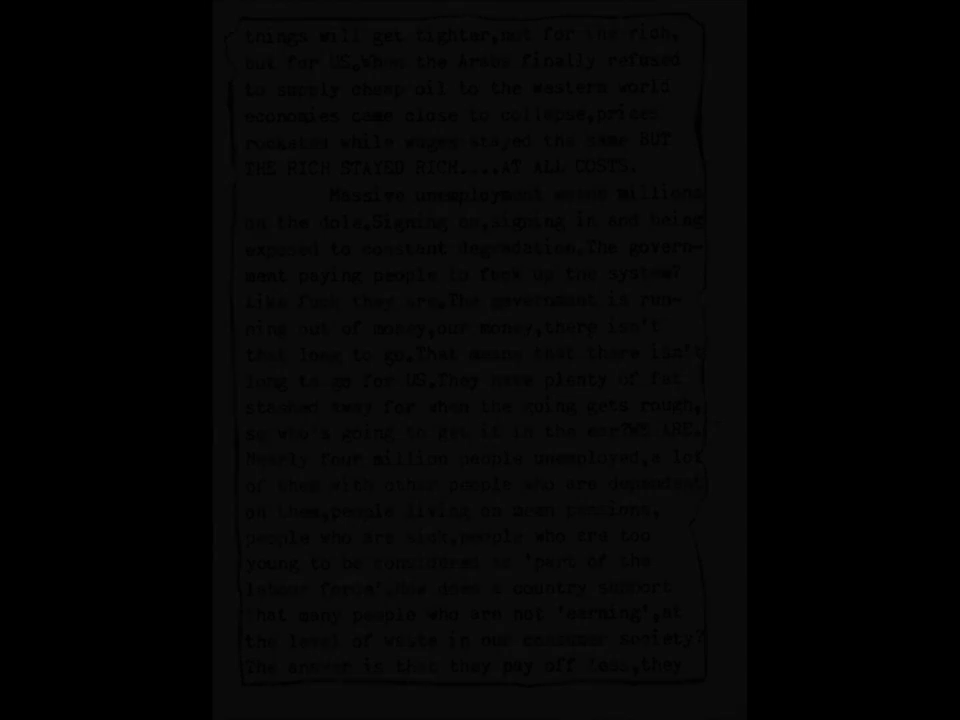 things will get tighter,not for the rich,
but for US.When the Arabs finally refused
to supply cheap oil to the western world
economies came close to collapse,prices
rocketed while wages stayed the same BUT
THE RICH STAYED RICH....AT ALL COSTS.
Massive unemployment means millions
on the dole.Signing on,signing in and being
exposed to constant degradation.The govern-
ment paying people to fuck up the system?
Like fuck they are.The government is run-
ning out of money,our money,there isn't
that long to go.That means that there isn't
long to go for US.They have plenty of fat
stashed away for when the going gets rough,
so who's going to get it in the ear?WE ARE.
Nearly four million people unemployed,a lot
of them with other people who are dependent
on them,people living on mean pensions,
people who are sick,people who are too
young to be considered as 'part of the
labour force'.How does a country support
that many people who are not 'earning',at
the level of waste in our consumer society?
The answer is that they pay off 'em,they